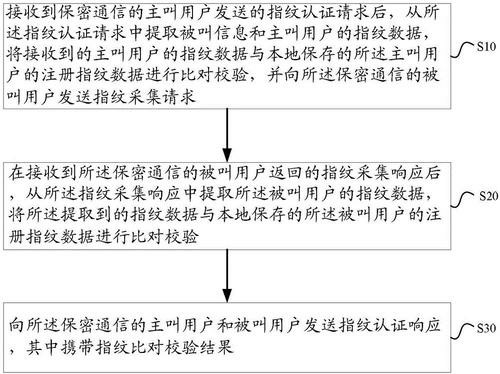 接收到保密通信的主叫用户发送的指纹认证请求后，从所
述指纹认证请求中提取被叫信息和主叫用户的指纹数据，
将接收到的主叫用户的指纹与本地保存的所述主叫用
户的注册指纹数据进行比对校验，并向所述保密通信的被
叫用户发送指纹采集请求
S10
在接收到所述保密通信的被叫用户返回的指纹采集响应后
，从所述指纹采集响应中提取所述被叫用户的指纹数据，
将所述提取到的指纹数据与本地保存的所述被叫用户的注
册指纹数据进行比对校验
S20
向所述保密通信的主叫用户和被叫用户发送指纹认证响应
，其中携带指纹比对校验结果
S30